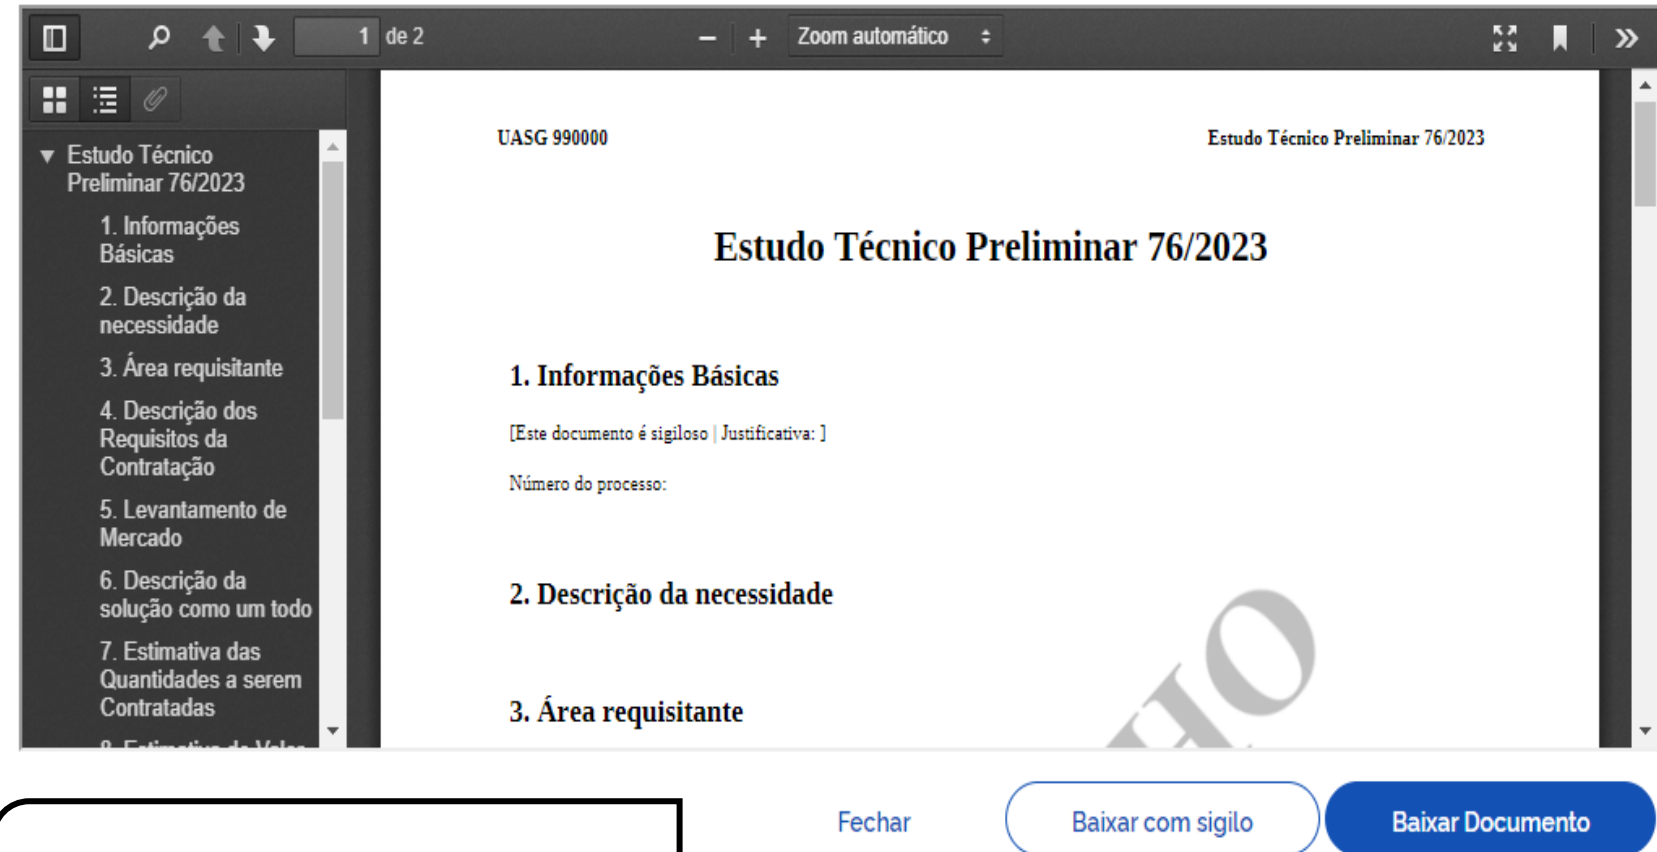 1 de 2
Zoom automático
Estudo Técnico
Preliminar 76/2023
1. Informações
Básicas
2. Descrição da
necessidade
3. Área requisitante
4. Descrição dos
Requisitos da
Contratação
5. Levantamento de
Mercado
6. Descrição da
solução como um todo
7. Estimativa das
Quantidades a serem
Contratadas
UASG 990000
Estudo Técnico Preliminar 76/2023
Estudo Técnico Preliminar 76/2023
1. Informações Básicas
[Este documento é sigiloso | Justificativa: ]
Número do processo:
2. Descrição da necessidade
3. Área requisitante
HO
Fechar
Baixar com sigilo
Baixar Documento